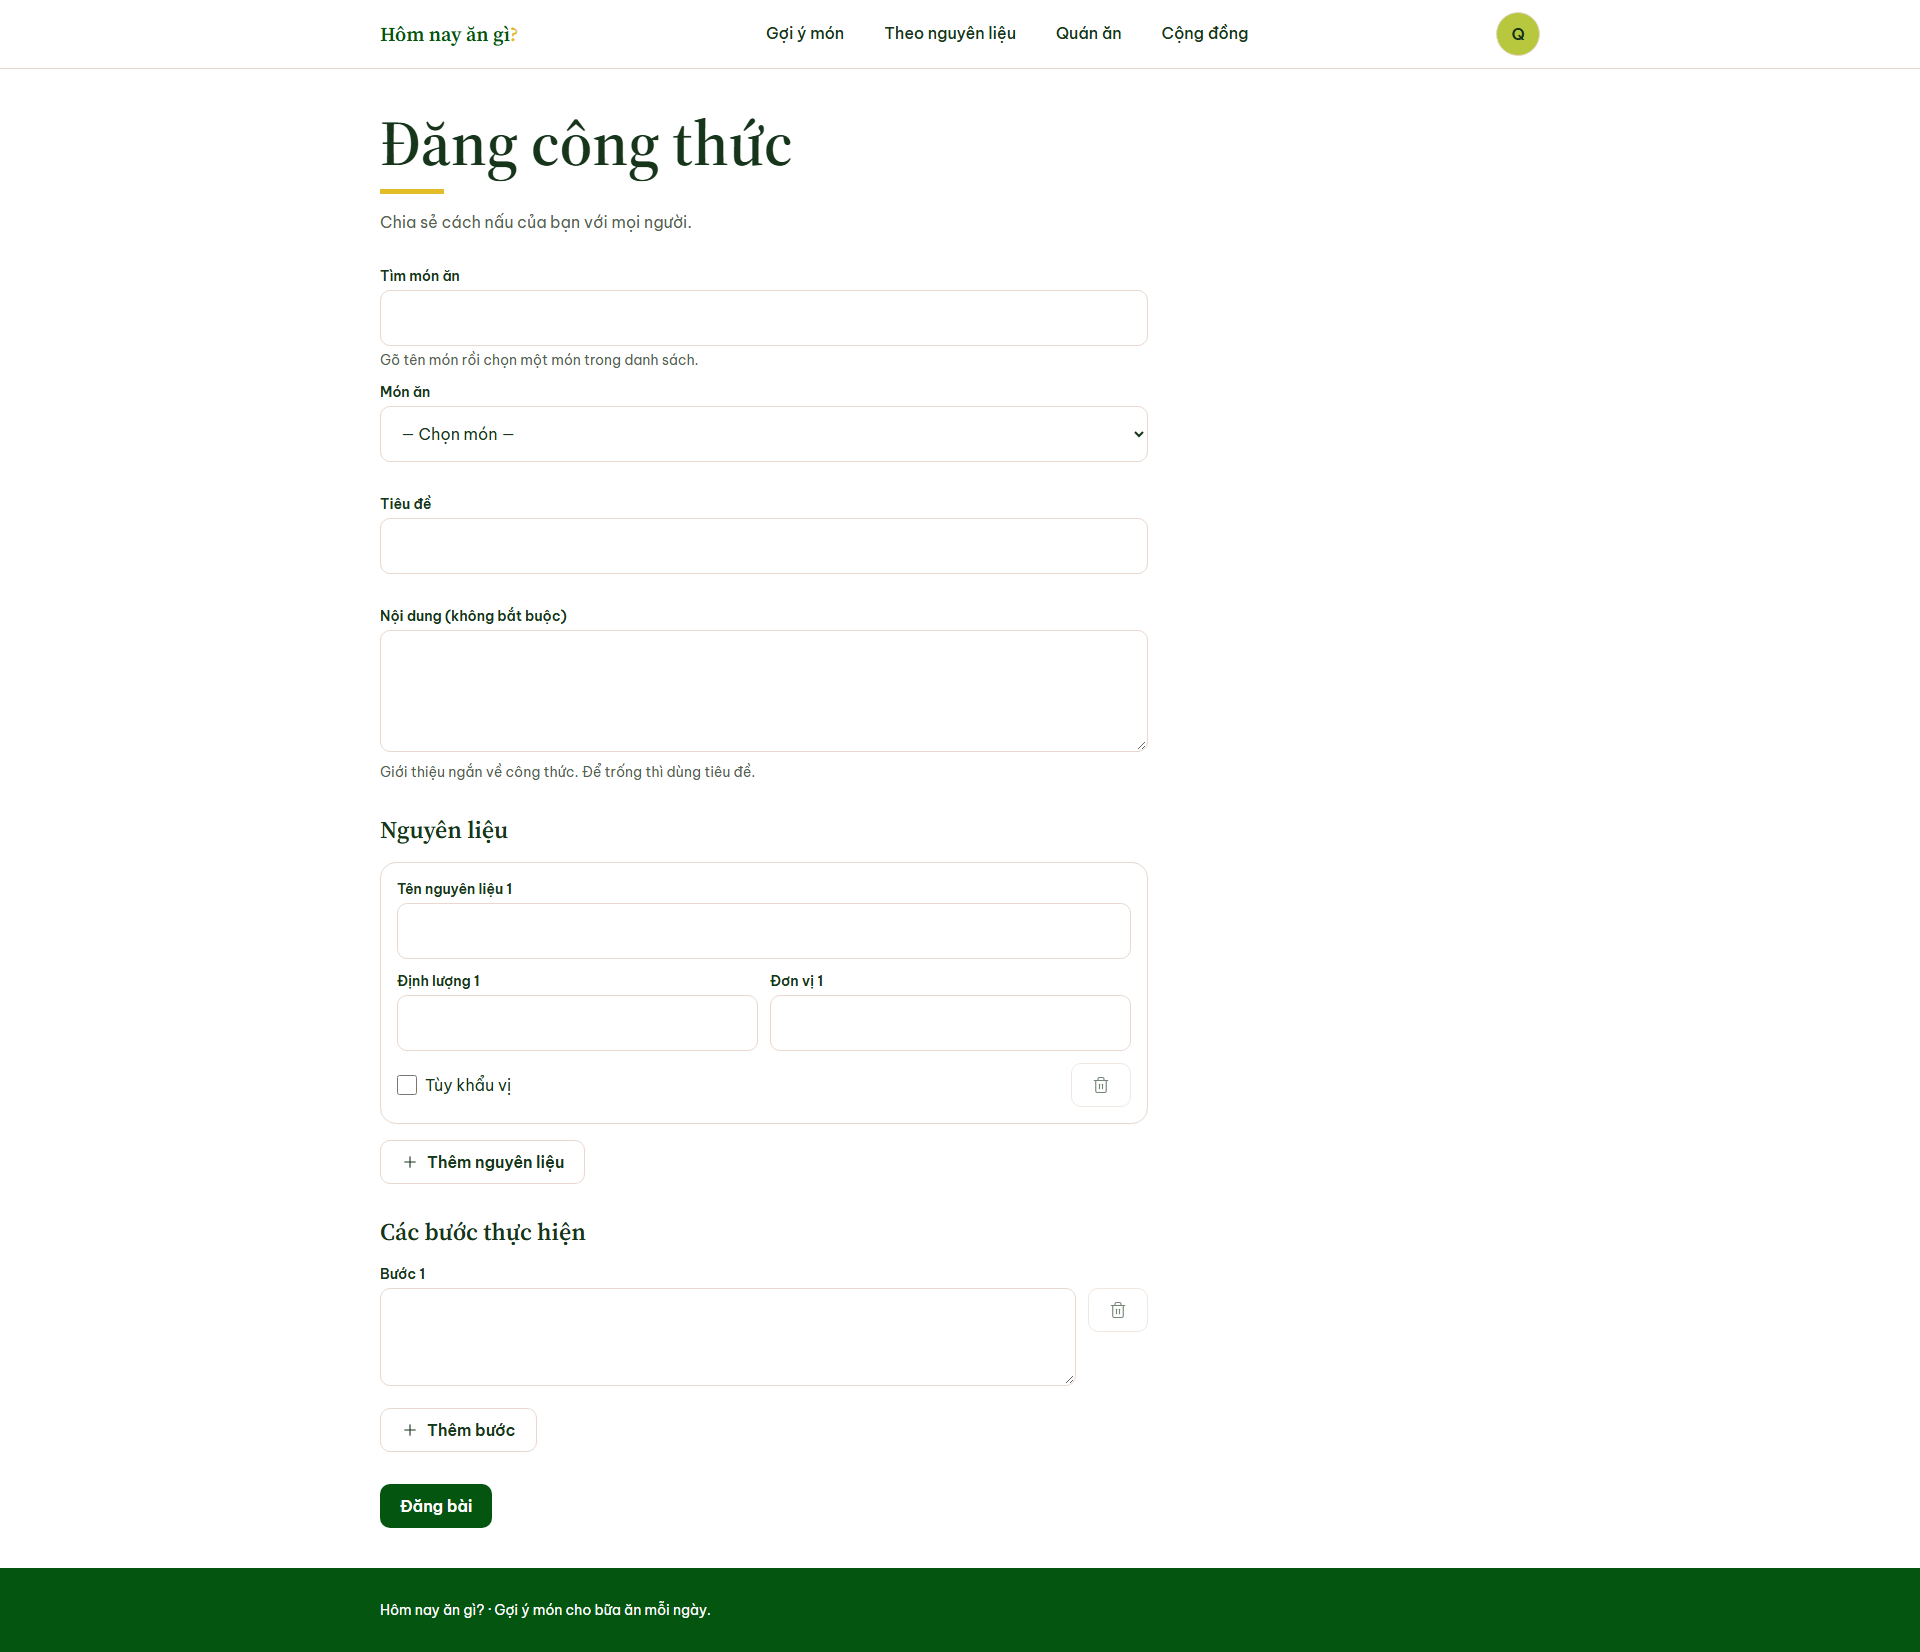 Hôm nay ăn gì?
Gợi ý món
Theo nguyên liệu
Quán ăn
Cộng đồng
Q
Đăng công thức
Chia sẻ cách nấu của bạn với mọi người.
Tìm món ăn
Gõ tên món rồi chọn một món trong danh sách.
Món ăn
— Chọn món —
Tiêu đề
Nội dung (không bắt buộc)
Giới thiệu ngắn về công thức. Để trống thì dùng tiêu đề.
Nguyên liệu
Tên nguyên liệu 1
Định lượng 1
Đơn vị 1
Tùy khẩu vị
Thêm nguyên liệu
Các bước thực hiện
Bước 1
Thêm bước
Đăng bài
Hôm nay ăn gì? · Gợi ý món cho bữa ăn mỗi ngày.